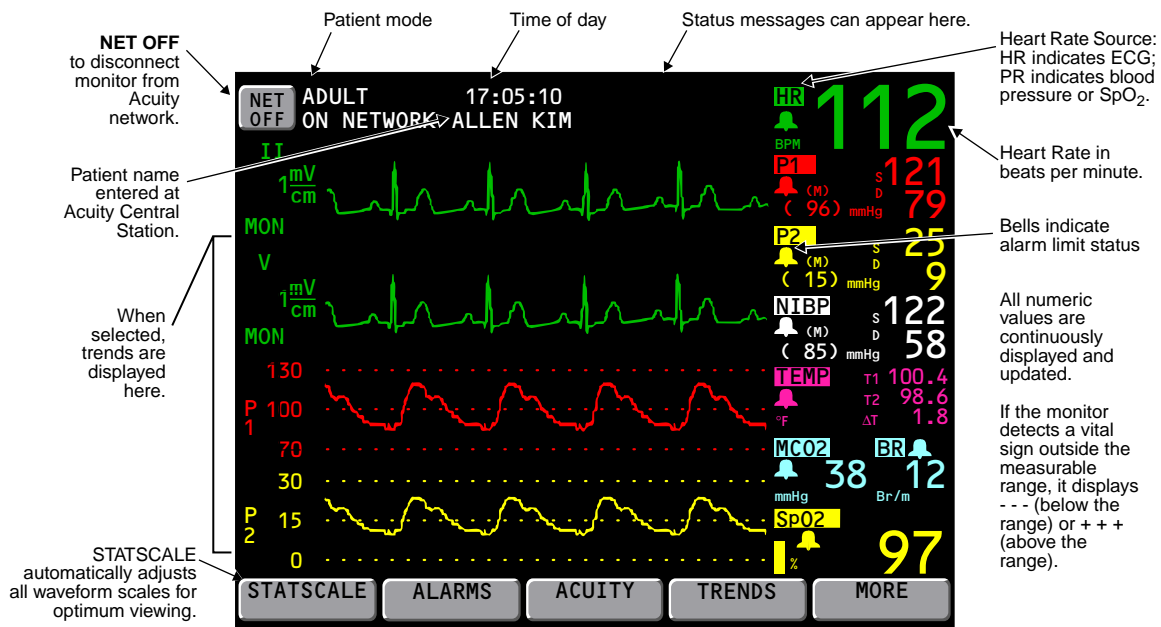 Patient mode
Time of day
Status messages can appear here.
NET OFF
to disconnect
monitor from
Acuity
network.
Heart Rate Source:
HR indicates ECG;
PR indicates blood
pressure or SpO₂.
NET
OFF
ADULT
17:05:10
ON NETWORK
ALLEN KIM
HR
112
BPM
Heart Rate in
beats per minute.
Patient name
entered at
Acuity Central
Station.
II
1 mV
cm
MON
P1
S 121
(M)
D
( 96) mmHg 79
Bells indicate
alarm limit status
P2
S 25
(M)
D
( 15) mmHg 9
V
1 mV
cm
MON
When
selected,
trends are
displayed
here.
NIBP
S 122
(M)
D
( 85) mmHg 58
All numeric
values are
continuously
displayed and
updated.
130
P 100
1
70
TEMP T1 100.4
T2 98.6
°F ΔT 1.8
If the monitor
detects a vital
sign outside the
measurable
range, it displays
- - - (below the
range) or + + +
(above the
range).
MCO2 BR
38 12
mmHg Br/m
30
P 15
2
0
SpO2
% 97
STATSCALE
automatically adjusts
all waveform scales for
optimum viewing.
STATSCALE
ALARMS
ACUITY
TRENDS
MORE